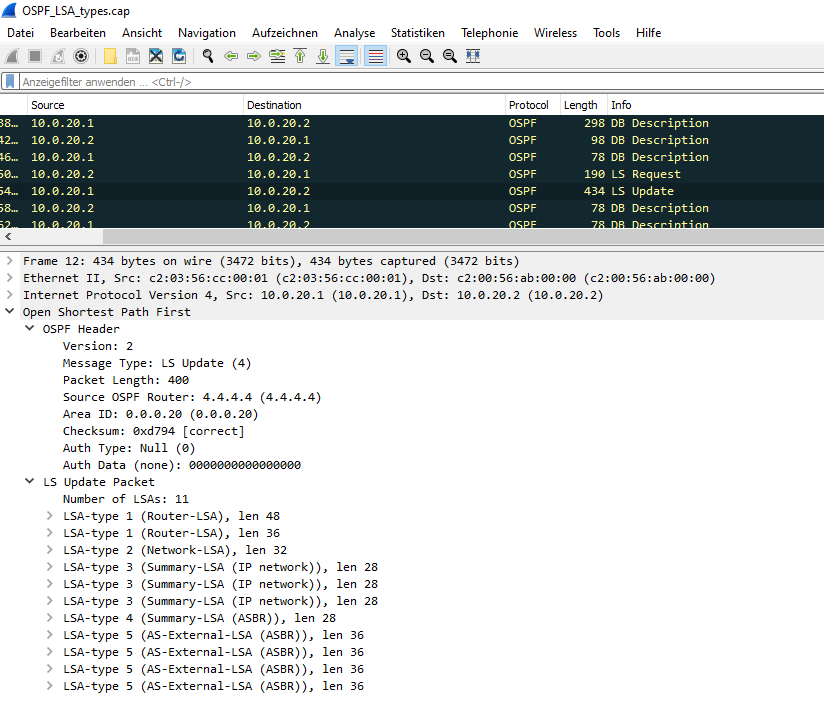 OSPF_LSA_types.cap
Datei Bearbeiten Ansicht Navigation Aufzeichnen Analyse Statistiken Telephonie Wireless Tools Hilfe
Anzeigefilter anwenden ... <Ctrl-/>
Source Destination Protocol Length Info
38... 10.0.20.1 10.0.20.2 OSPF 298 DB Description
42... 10.0.20.2 10.0.20.1 OSPF 98 DB Description
46... 10.0.20.1 10.0.20.2 OSPF 78 DB Description
50... 10.0.20.2 10.0.20.1 OSPF 190 LS Request
54... 10.0.20.1 10.0.20.2 OSPF 434 LS Update
58... 10.0.20.2 10.0.20.1 OSPF 78 DB Description
62... 10.0.20.1 10.0.20.2 OSPF 78 DB Description
Frame 12: 434 bytes on wire (3472 bits), 434 bytes captured (3472 bits)
Ethernet II, Src: c2:03:56:cc:00:01 (c2:03:56:cc:00:01), Dst: c2:00:56:ab:00:00 (c2:00:56:ab:00:00)
Internet Protocol Version 4, Src: 10.0.20.1 (10.0.20.1), Dst: 10.0.20.2 (10.0.20.2)
Open Shortest Path First
OSPF Header
Version: 2
Message Type: LS Update (4)
Packet Length: 400
Source OSPF Router: 4.4.4.4 (4.4.4.4)
Area ID: 0.0.0.20 (0.0.0.20)
Checksum: 0xd794 [correct]
Auth Type: Null (0)
Auth Data (none): 0000000000000000
LS Update Packet
Number of LSAs: 11
LSA-type 1 (Router-LSA), len 48
LSA-type 1 (Router-LSA), len 36
LSA-type 2 (Network-LSA), len 32
LSA-type 3 (Summary-LSA (IP network)), len 28
LSA-type 3 (Summary-LSA (IP network)), len 28
LSA-type 3 (Summary-LSA (IP network)), len 28
LSA-type 4 (Summary-LSA (ASBR)), len 28
LSA-type 5 (AS-External-LSA (ASBR)), len 36
LSA-type 5 (AS-External-LSA (ASBR)), len 36
LSA-type 5 (AS-External-LSA (ASBR)), len 36
LSA-type 5 (AS-External-LSA (ASBR)), len 36